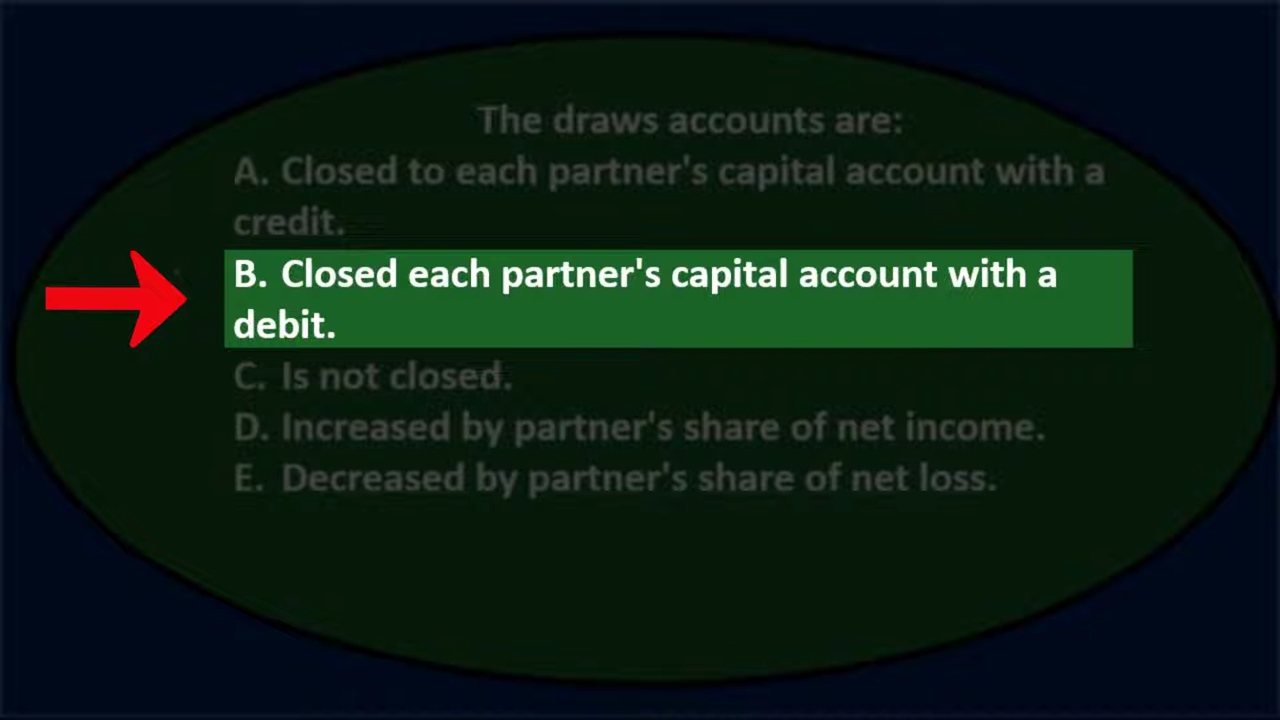 The draws accounts are:
A. Closed to each partner's capital account with a
credit.
B. Closed each partner's capital account with a
debit.
C. Is not closed.
D. Increased by partner's share of net income.
E. Decreased by partner's share of net loss.